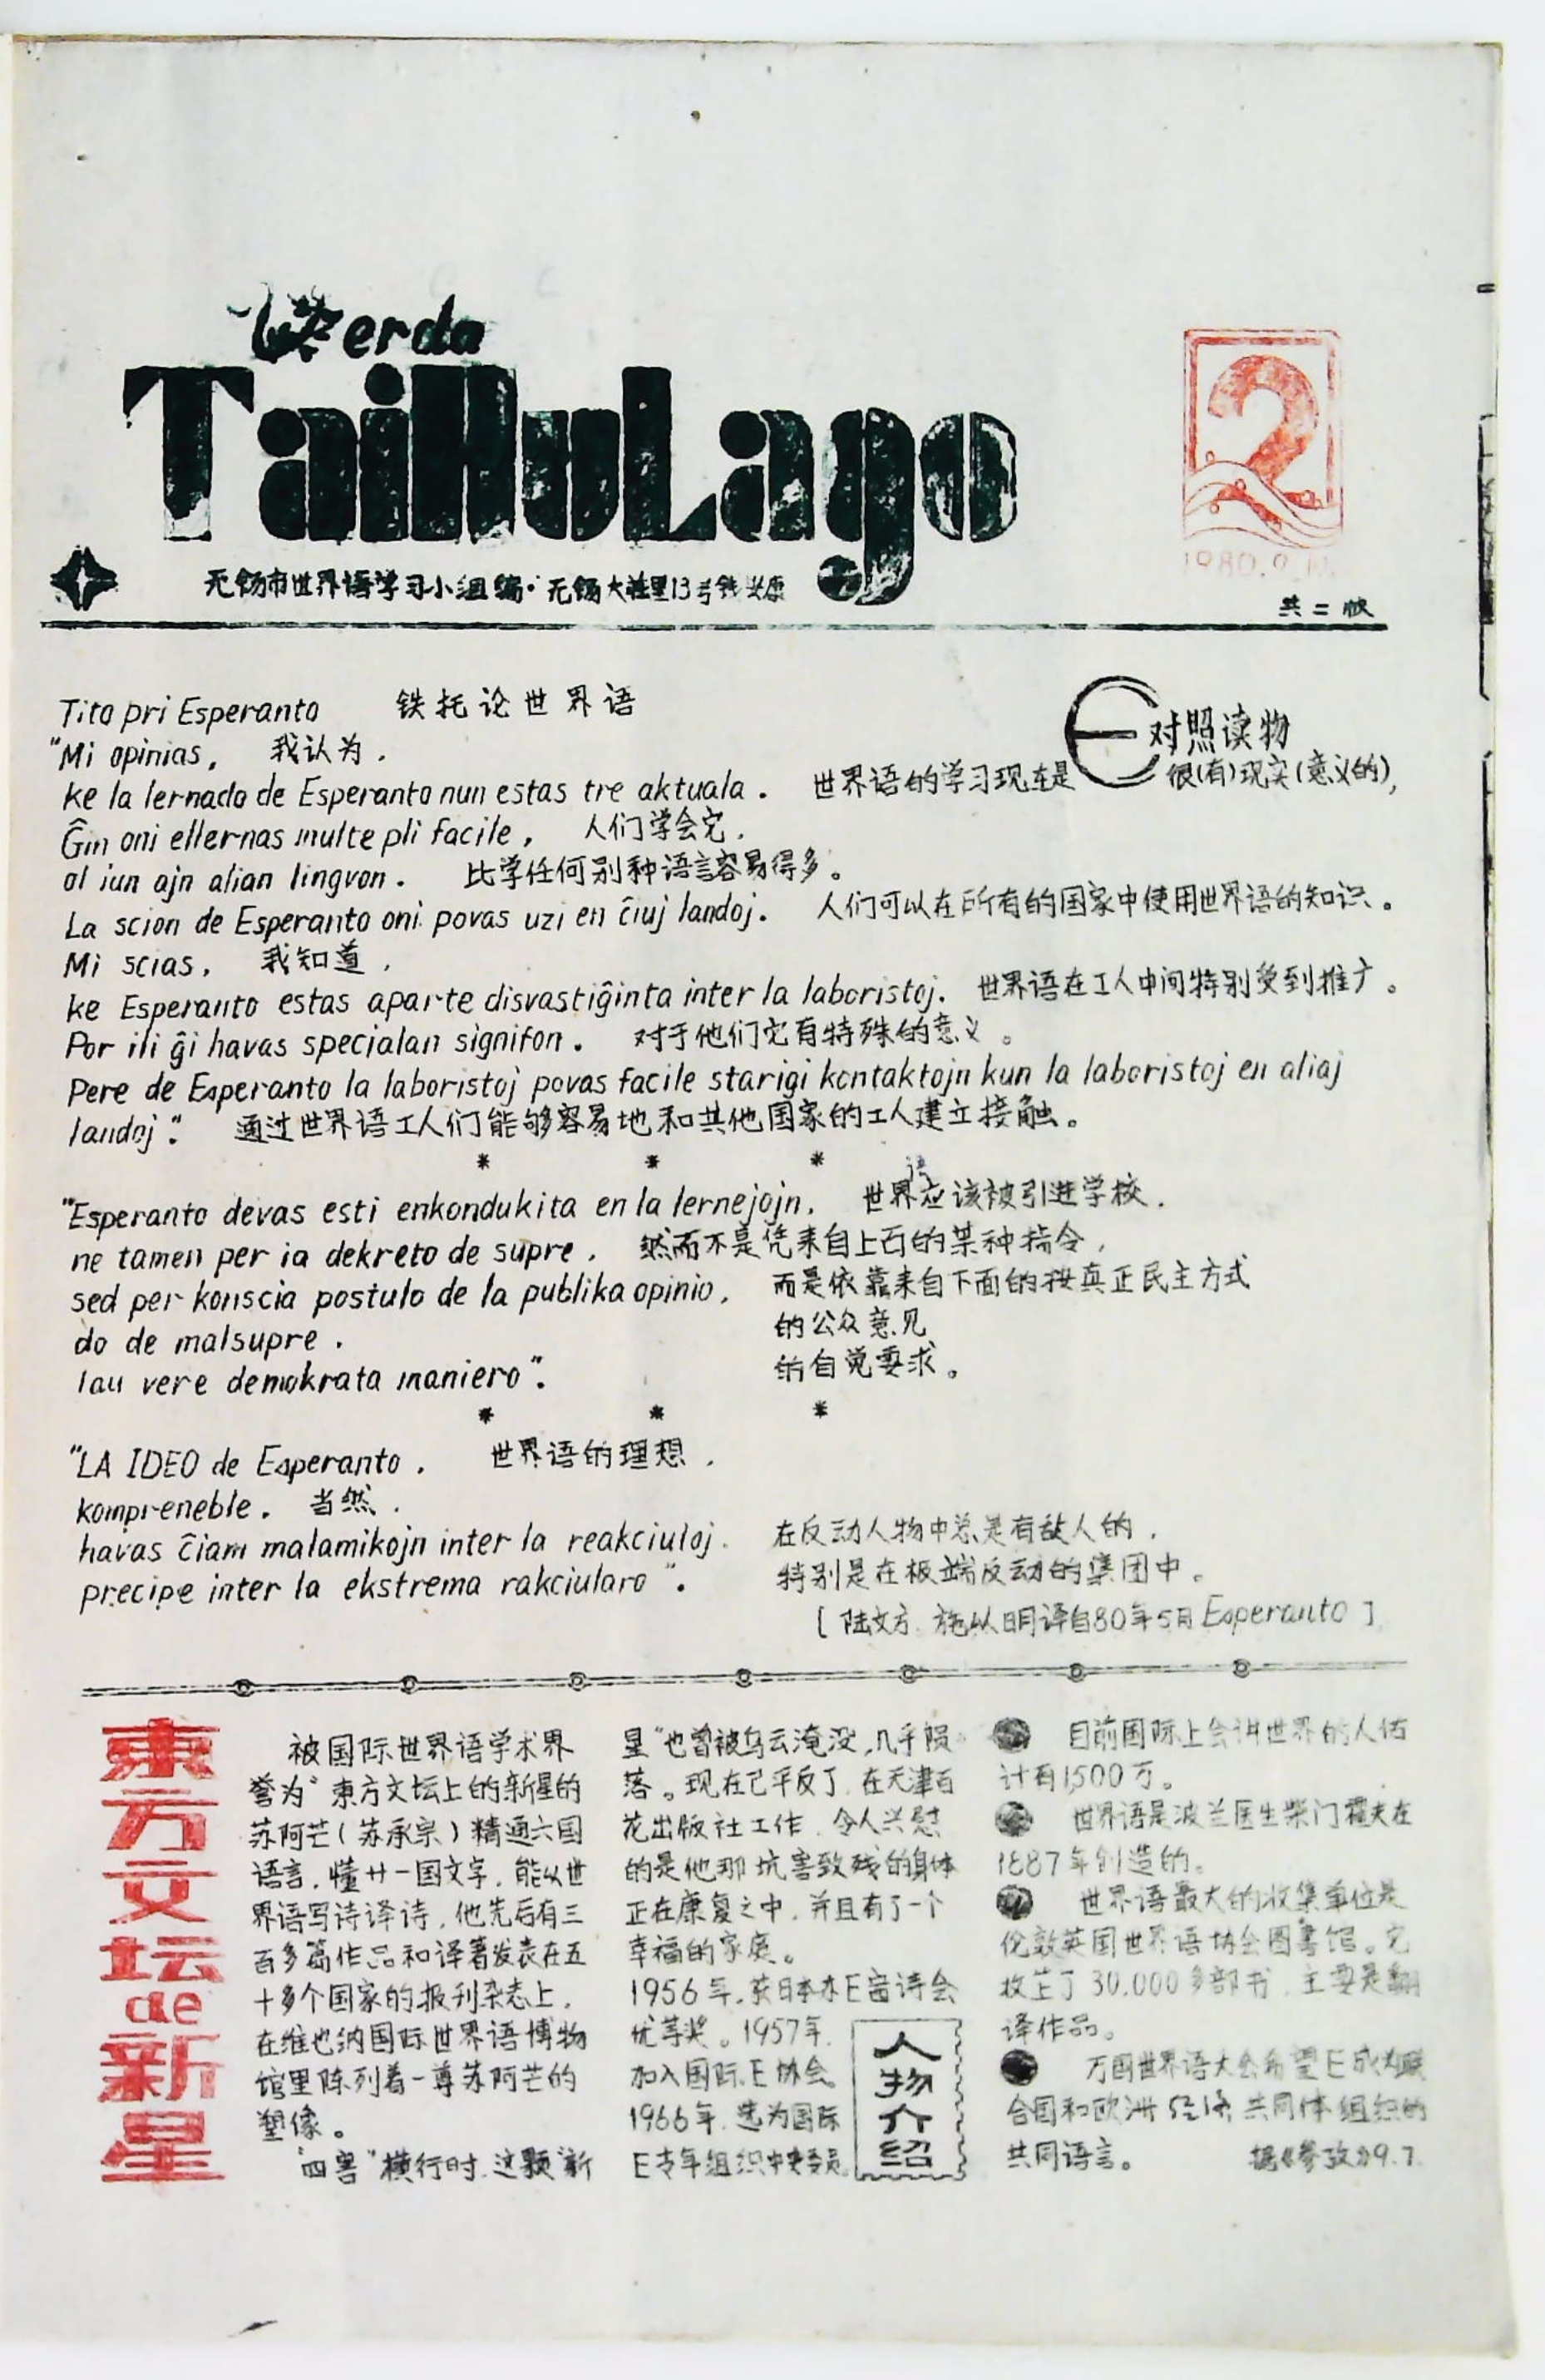 Verda
TaiHuLago
无锡市世界语学习小组编·无锡大 里13号钱 康
2
1980.9
共二版
Tito pri Esperanto 铁托论世界语
E对照读物
"Mi opinias, 我认为,
ke la lernado de Esperanto nun estas tre aktuala. 世界语的学习现在是很(有)现实(意义的),
Ĝin oni ellernas multe pli facile, 人们学会它,
ol iun ajn alian lingvon. 比学任何别种语言容易得多。
La scion de Esperanto oni povas uzi en ĉiuj landoj. 人们可以在所有的国家中使用世界语的知识。
Mi scias, 我知道,
ke Esperanto estas aparte disvastiĝinta inter la laboristoj. 世界语在工人中间特别受到推广。
Por ili ĝi havas specialan signifon. 对于他们它有特殊的意义。
Pere de Esperanto la laboristoj povas facile starigi kontaktojn kun la laboristoj en aliaj
landoj". 通过世界语工人们能够容易地和其他国家的工人建立接触。
* * *
"Esperanto devas esti enkondukita en la lernejojn, 世界语应该被引进学校,
ne tamen per ia dekreto de supre, 然而不是凭来自上面的某种指令,
sed per konscia postulo de la publika opinio, 而是依靠来自下面的按真正民主方式
do de malsupre, 的公众意见
lau vere demokrata maniero". 的自觉要求。
* * *
"LA IDEO de Esperanto, 世界语的理想,
kompreneble, 当然,
havas ĉiam malamikojn inter la reakciuloj, 在反动人物中总是有敌人的,
precipe inter la ekstrema rakciularo". 特别是在极端反动的集团中。
[陆文方、施以明译自80年5月Esperanto]
東方文坛de新星
被国际世界语学术界
誉为"東方文坛上的新星的
苏阿芒(苏承宗)精通六国
语言,懂廿一国文字,能以世
界语写诗译诗,他先后有三
百多篇作品和译著发表在五
十多个国家的报刊杂志上,
在维也纳国际世界语博物
馆里陈列着一尊苏阿芒的
塑像。
"四害"横行时,这颗"新
星"也曾被乌云淹没,几乎陨
落。现在已平反了,在天津百
花出版社工作,令人兴慰
的是他那坑害致残的身体
正在康复之中,并且有了一个
幸福的家庭。
1956年,获日本办E 诗会
优等奖。1957年,
加入国际E协会。
1966年,选为国际
E青年组织中央委员。
人物介绍
目前国际上会讲世界的人估
计有1500万。
世界语是波兰医生柴门霍夫在
1887年创造的。
世界语最大的收集单位是
伦敦英国世界语协会图書馆。它
收 了30,000多部书,主要是翻
译作品。
万国世界语大会希望E成为联
合国和欧洲经济共同体组织的
共同语言。 据《参攷》9.7.